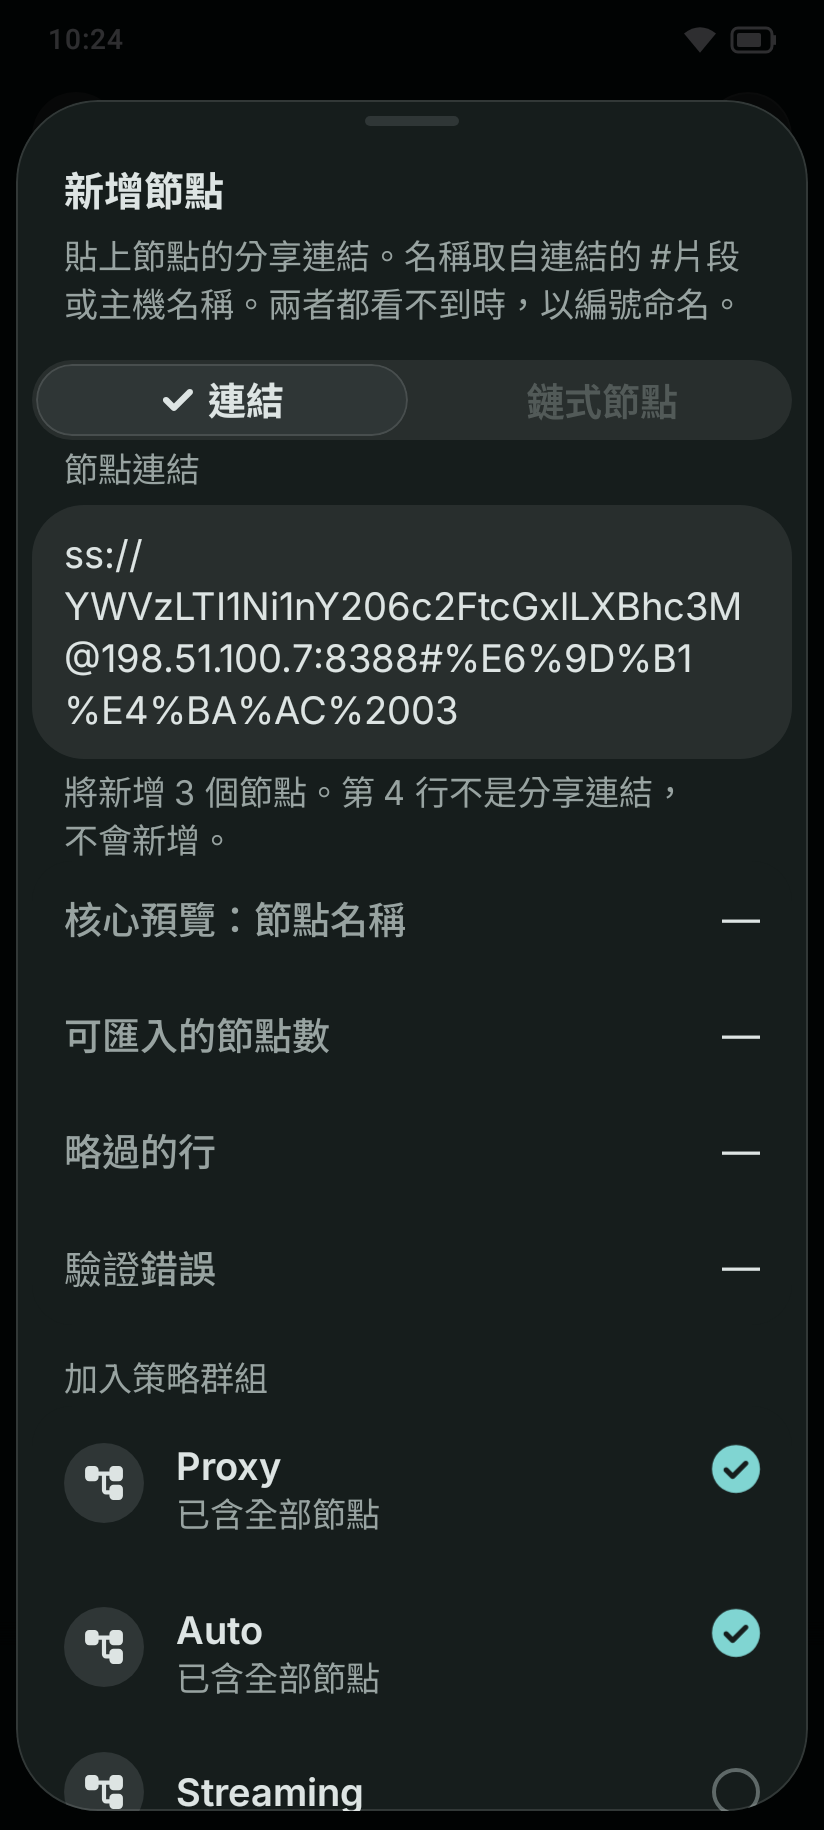 10:24
新增節點
貼上節點的分享連結。名稱取自連結的 #片段
或主機名稱。兩者都看不到時，以編號命名。
連結
鏈式節點
節點連結
ss://
YWVzLTI1Ni1nY206c2FtcGxlLXBhc3M
@198.51.100.7:8388#%E6%9D%B1
%E4%BA%AC%2003
將新增 3 個節點。第 4 行不是分享連結，
不會新增。
核心預覽：節點名稱 —
可匯入的節點數 —
略過的行 —
驗證錯誤 —
加入策略群組
Proxy
已含全部節點
Auto
已含全部節點
Streaming